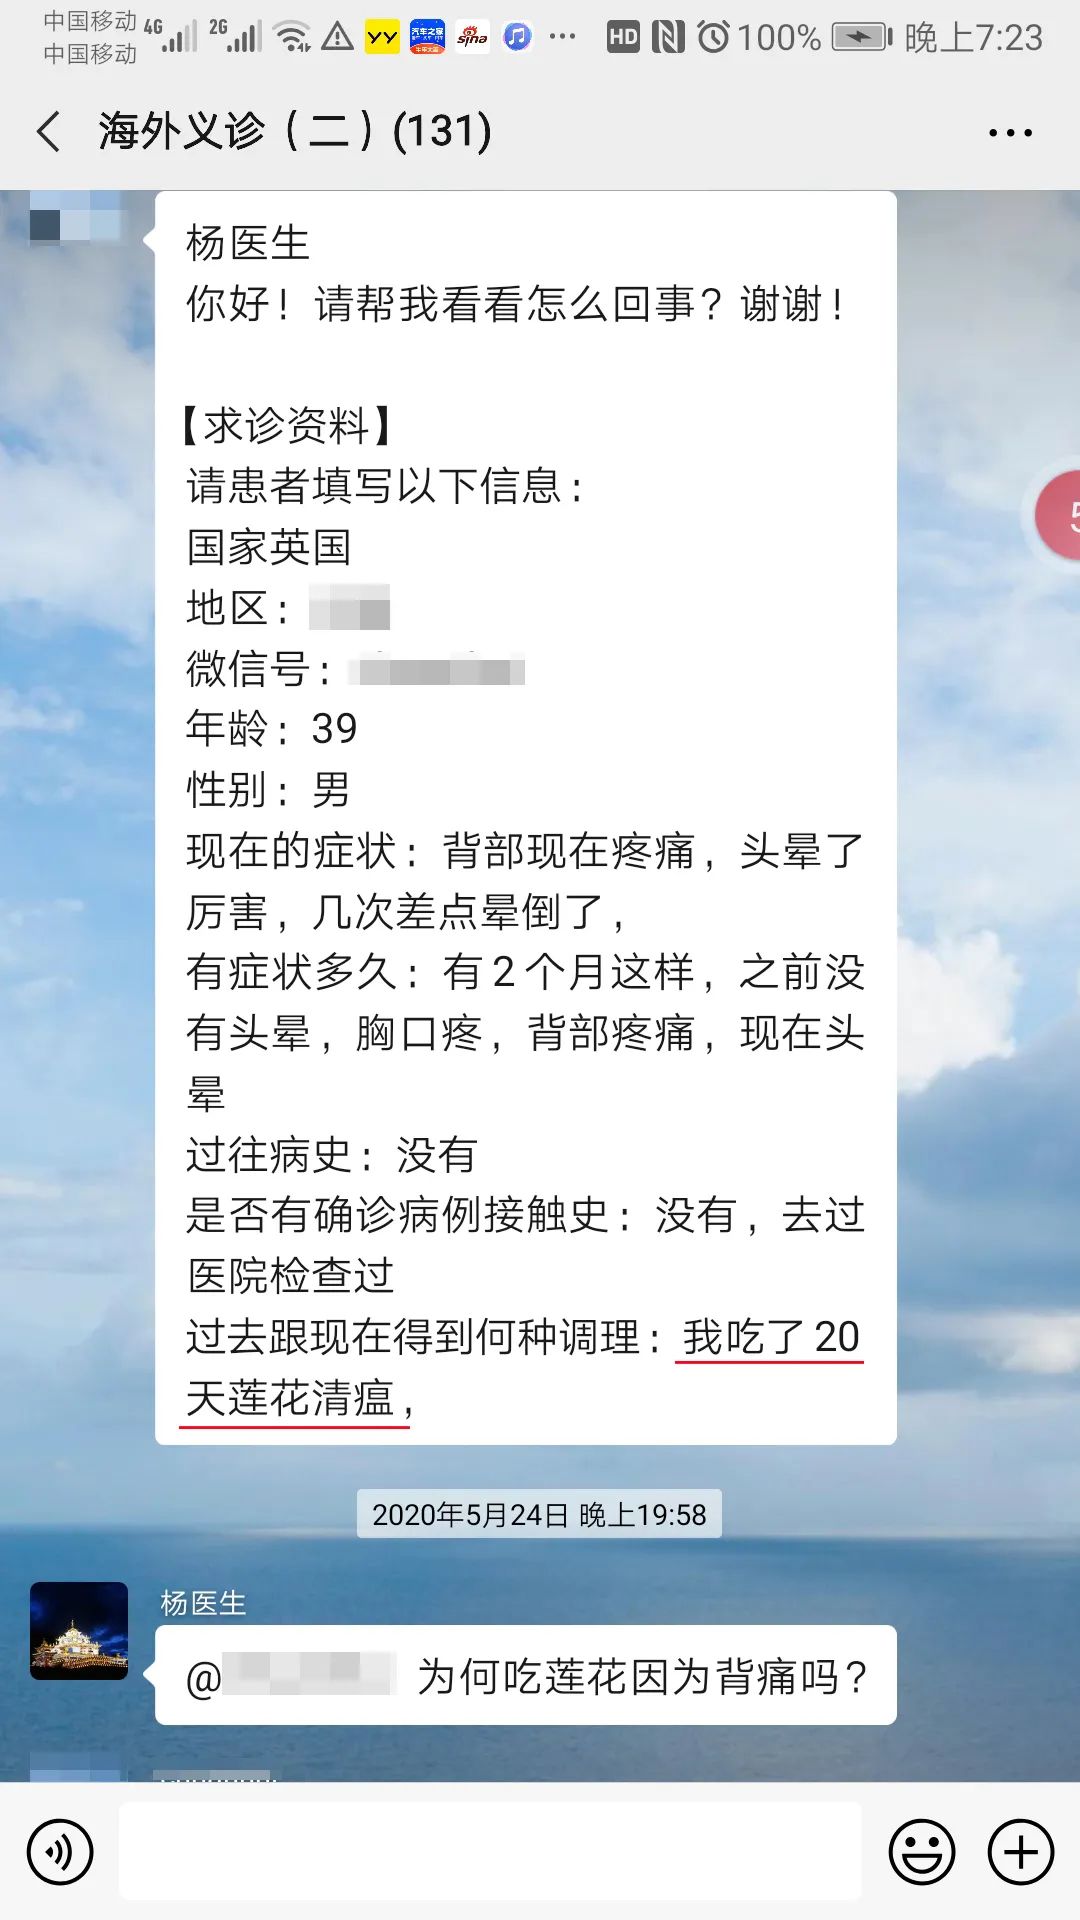 中国移动 4G 2G YY 汽车之家 sina ... HD N 100% 晚上7:23
中国移动
海外义诊（二）(131)
杨医生
你好！请帮我看看怎么回事？谢谢！
【求诊资料】
请患者填写以下信息：
国家英国
地区：
微信号：
年龄：39
性别：男
现在的症状：背部现在疼痛，头晕了
厉害，几次差点晕倒了，
有症状多久：有2个月这样，之前没
有头晕，胸口疼，背部疼痛，现在头
晕
过往病史：没有
是否有确诊病例接触史：没有，去过
医院检查过
过去跟现在得到何种调理：我吃了20
天莲花清瘟，
2020年5月24日 晚上19:58
杨医生
@ 为何吃莲花因为背痛吗？